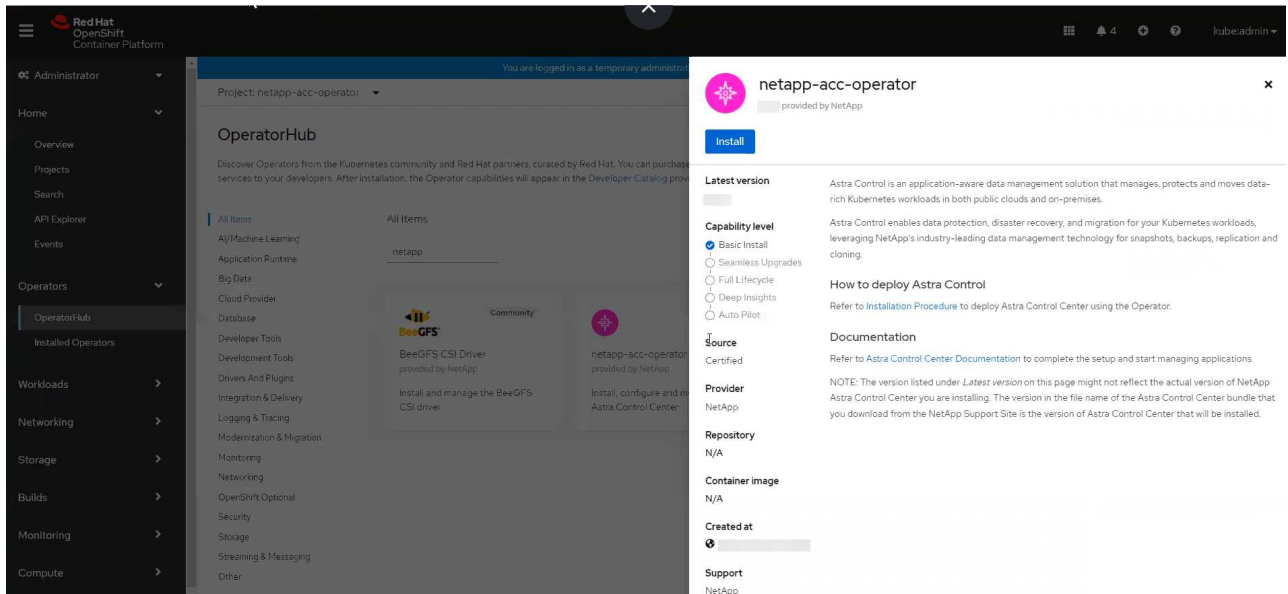 Red Hat
OpenShift
Container Platform
4
kube:admin
Administrator
Home
Overview
Projects
Search
API Explorer
Events
Operators
OperatorHub
Installed Operators
Workloads
Networking
Storage
Builds
Monitoring
Compute
You are logged in as a temporary administrat
Project: netapp-acc-operator
OperatorHub
Discover Operators from the Kubernetes community and Red Hat partners, curated by Red Hat. You can purchase
services to your developers. After installation, the Operator capabilities will appear in the Developer Catalog prov
All Items
AI/Machine Learning
Application Runtime
Big Data
Cloud Provider
Database
Developer Tools
Development Tools
Drivers And Plugins
Integration & Delivery
Logging & Tracing
Modernization & Migration
Monitoring
Networking
OpenShift Optional
Security
Storage
Streaming & Messaging
Other
All Items
netapp
BeeGFS
Community
BeeGFS CSI Driver
provided by NetApp
Install and manage the BeeGFS
CSI driver
netapp-acc-operator
provided by NetApp
Install, configure and m
Astra Control Center
netapp-acc-operator
provided by NetApp
Install
Latest version
Capability level
Basic Install
Seamless Upgrades
Full Lifecycle
Deep Insights
Auto Pilot
Source
Certified
Provider
NetApp
Repository
N/A
Container image
N/A
Created at
Support
NetApp
Astra Control is an application-aware data management solution that manages, protects and moves data-
rich Kubernetes workloads in both public clouds and on-premises.
Astra Control enables data protection, disaster recovery, and migration for your Kubernetes workloads,
leveraging NetApp's industry-leading data management technology for snapshots, backups, replication and
cloning.
How to deploy Astra Control
Refer to Installation Procedure to deploy Astra Control Center using the Operator.
Documentation
Refer to Astra Control Center Documentation to complete the setup and start managing applications.
NOTE: The version listed under Latest version on this page might not reflect the actual version of NetApp
Astra Control Center you are installing. The version in the file name of the Astra Control Center bundle that
you download from the NetApp Support Site is the version of Astra Control Center that will be installed.